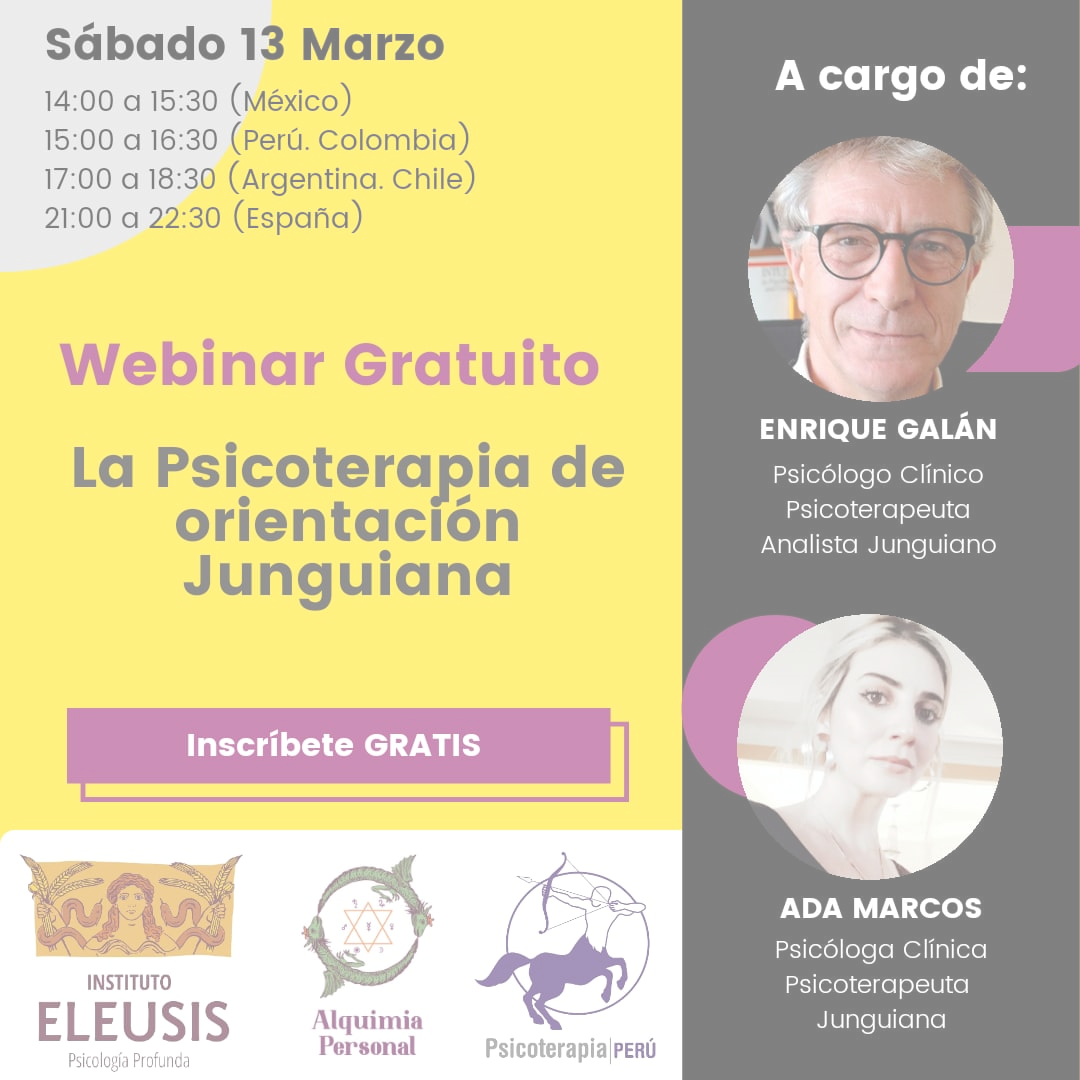 Sábado 13 Marzo
14:00 a 15:30 (México)
15:00 a 16:30 (Perú. Colombia)
17:00 a 18:30 (Argentina. Chile)
21:00 a 22:30 (España)
Webinar Gratuito
La Psicoterapia de
orientación
Junguiana
Inscríbete GRATIS
INSTITUTO
ELEUSIS
Psicología Profunda
Alquimia
Personal
Psicoterapia|PERÚ
A cargo de:
ENRIQUE GALÁN
Psicólogo Clínico
Psicoterapeuta
Analista Junguiano
ADA MARCOS
Psicóloga Clínica
Psicoterapeuta
Junguiana